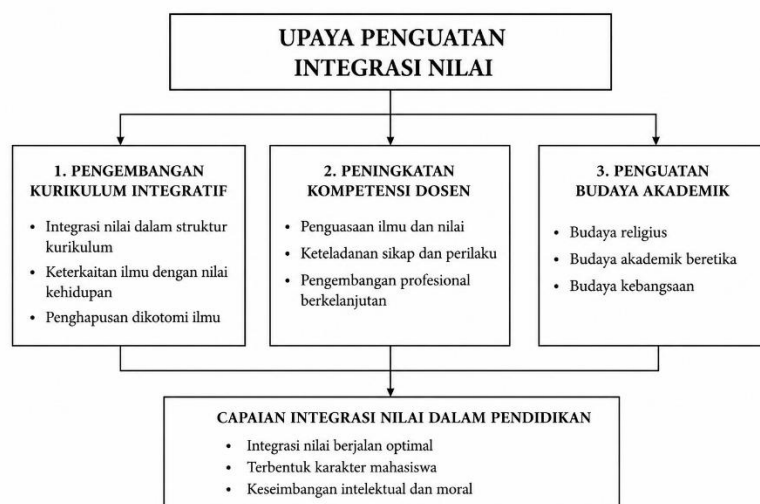 UPAYA PENGUATAN
INTEGRASI NILAI
1. PENGEMBANGAN
KURIKULUM INTEGRATIF
• Integrasi nilai dalam struktur
kurikulum
• Keterkaitan ilmu dengan nilai
kehidupan
• Penghapusan dikotomi ilmu
2. PENINGKATAN
KOMPETENSI DOSEN
• Penguasaan ilmu dan nilai
• Keteladanan sikap dan perilaku
• Pengembangan profesional
berkelanjutan
3. PENGUATAN
BUDAYA AKADEMIK
• Budaya religius
• Budaya akademik beretika
• Budaya kebangsaan
CAPAIAN INTEGRASI NILAI DALAM PENDIDIKAN
• Integrasi nilai berjalan optimal
• Terbentuk karakter mahasiswa
• Keseimbangan intelektual dan moral